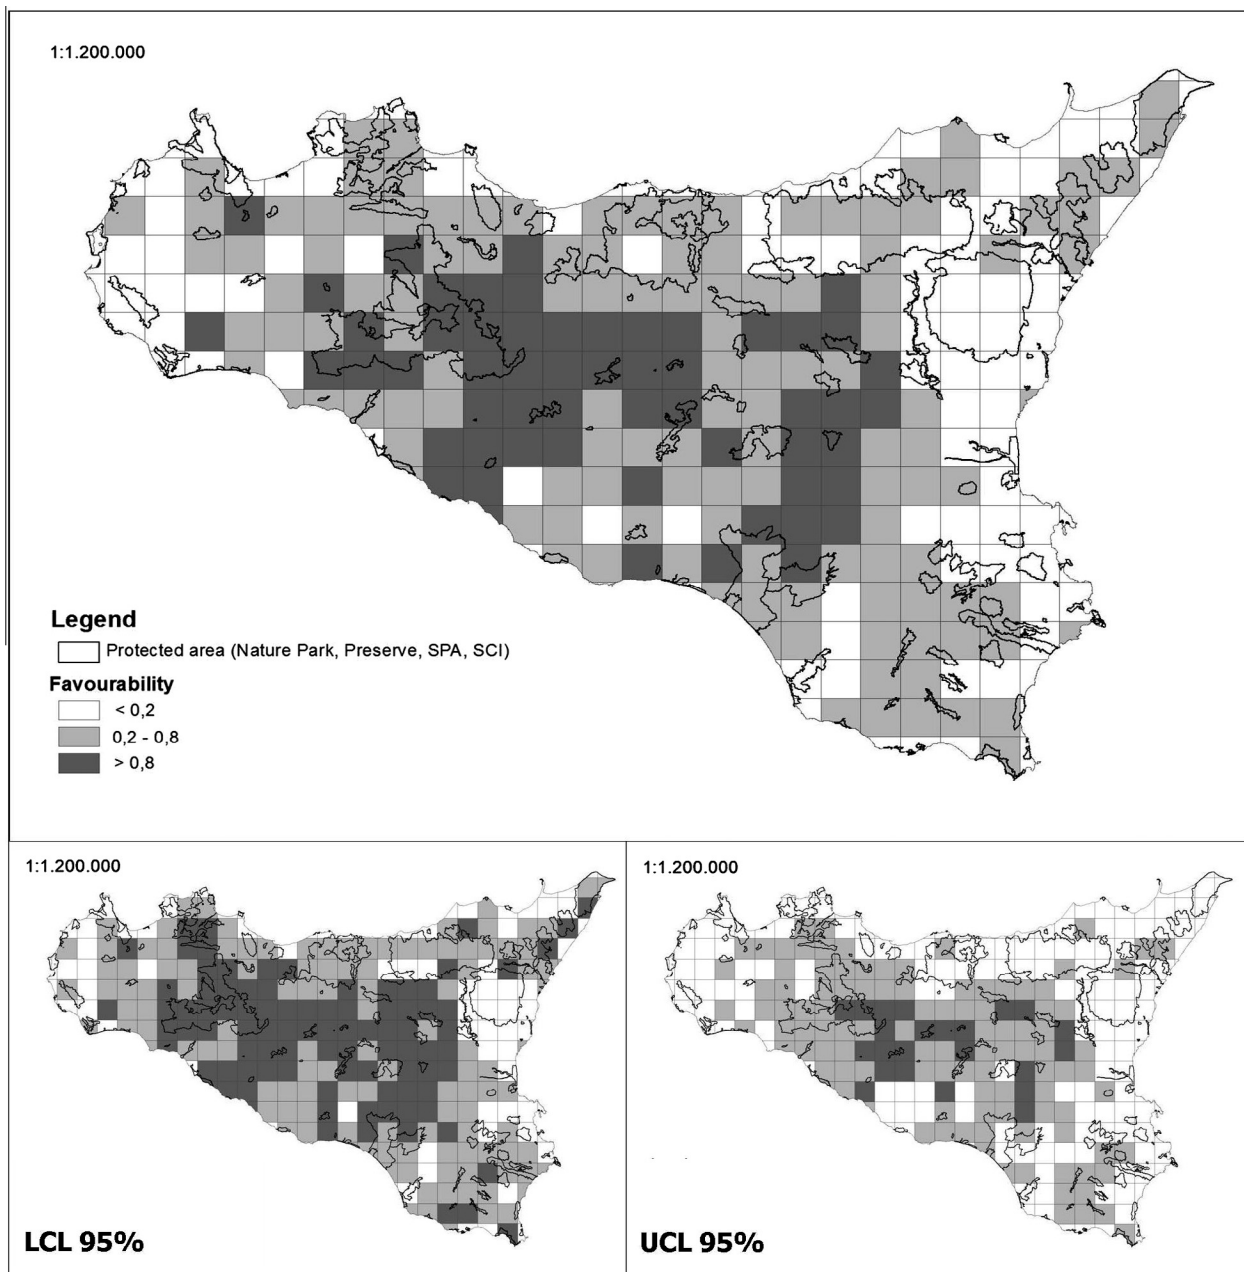 1:1.200.000
Legend
Protected area (Nature Park, Preserve, SPA, SCI)
Favourability
< 0,2
0,2 - 0,8
> 0,8
1:1.200.000
LCL 95%
1:1.200.000
UCL 95%